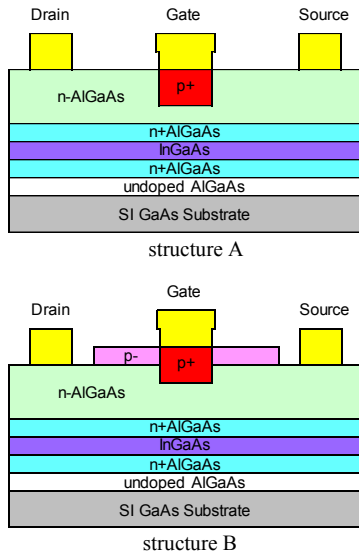 Drain Gate Source
p+
n-AlGaAs
n+AlGaAs
InGaAs
n+AlGaAs
undoped AlGaAs
SI GaAs Substrate
structure A
Drain Gate Source
p- p+
n-AlGaAs
n+AlGaAs
InGaAs
n+AlGaAs
undoped AlGaAs
SI GaAs Substrate
structure B